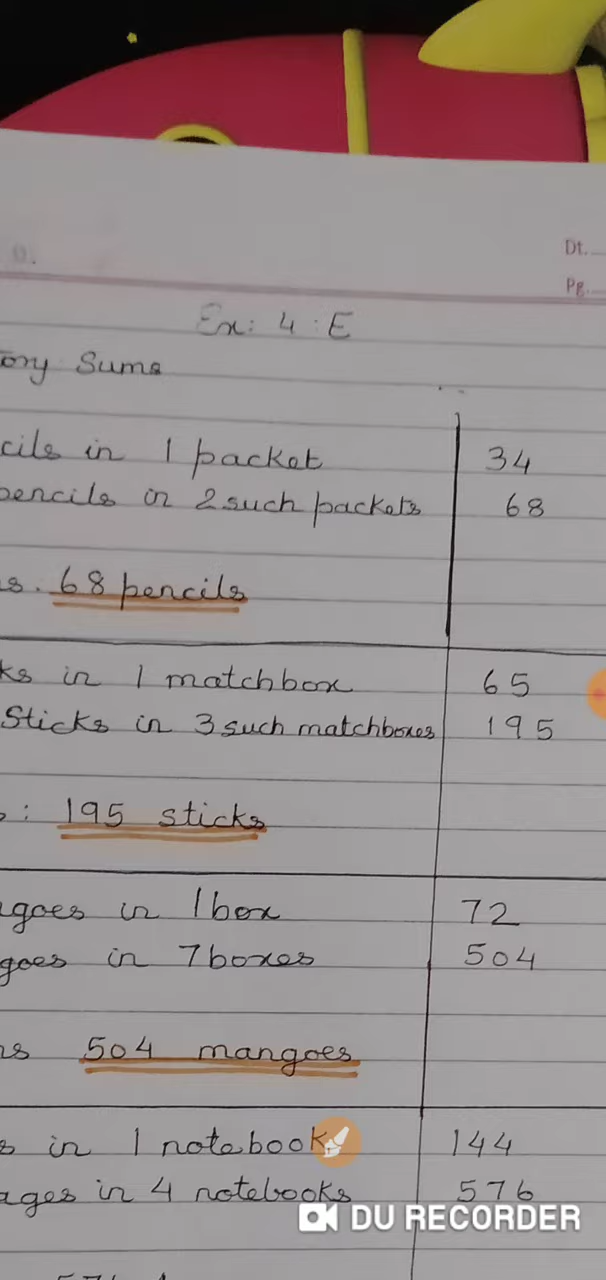 Dt.
Pg.
Ex: 4 : E
ory Sums
cils in 1 packet 34
pencils in 2 such packets 68
s. 68 pencils
ks in 1 matchbox 65
Sticks in 3 such matchboxes 195
: 195 sticks
goes in 1 box 72
goes in 7 boxes 504
ns 504 mangoes
s in 1 notebook 144
ages in 4 notebooks 576
DU RECORDER